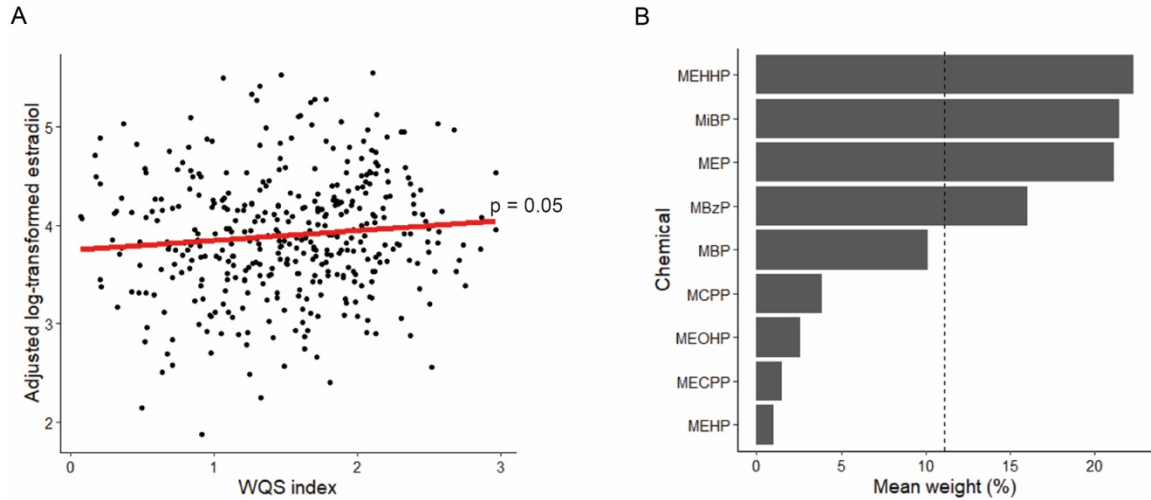 A
Adjusted log-transformed estradiol
5
4
3
2
p = 0.05
0
1
2
3
WQS index
B
Chemical
MEHHP
MiBP
MEP
MBzP
MBP
MCPP
MEOHP
MECPP
MEHP
0
5
10
15
20
Mean weight (%)